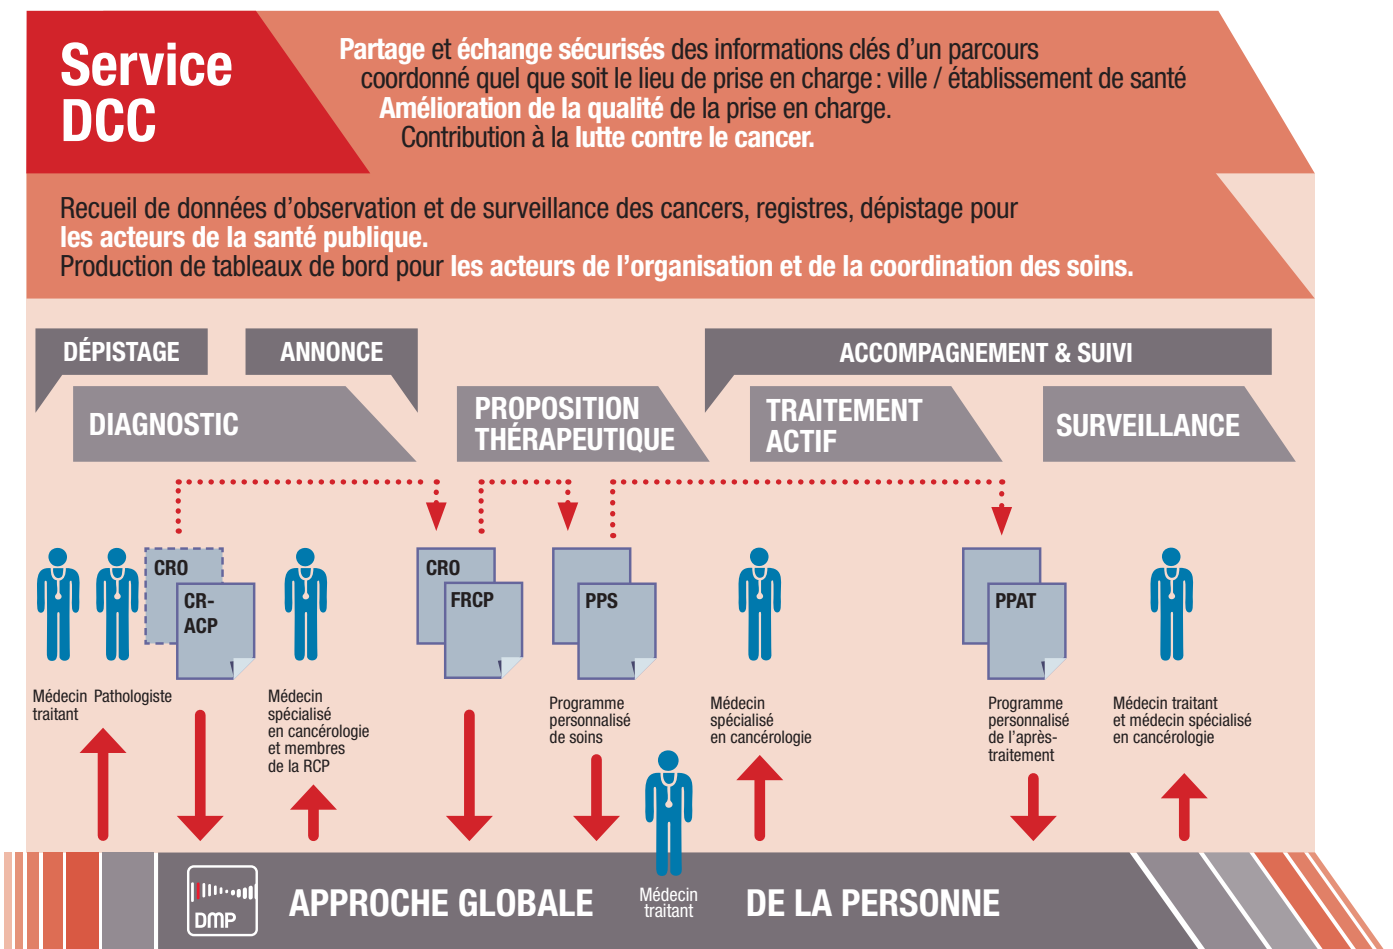 Service
DCC
Partage et échange sécurisés des informations clés d’un parcours
coordonné quel que soit le lieu de prise en charge : ville / établissement de santé
Amélioration de la qualité de la prise en charge.
Contribution à la lutte contre le cancer.
Recueil de données d’observation et de surveillance des cancers, registres, dépistage pour
les acteurs de la santé publique.
Production de tableaux de bord pour les acteurs de l’organisation et de la coordination des soins.
DÉPISTAGE
ANNONCE
ACCOMPAGNEMENT & SUIVI
DIAGNOSTIC
PROPOSITION
THÉRAPEUTIQUE
TRAITEMENT
ACTIF
SURVEILLANCE
CRO
CR-
ACP
CRO
FRCP
PPS
PPAT
Médecin
traitant
Pathologiste
Médecin
spécialisé
en cancérologie
et membres
de la RCP
Programme
personnalisé
de soins
Médecin
spécialisé
en cancérologie
Programme
personnalisé
de l’après-
traitement
Médecin traitant
et médecin spécialisé
en cancérologie
DMP
APPROCHE GLOBALE
Médecin
traitant
DE LA PERSONNE